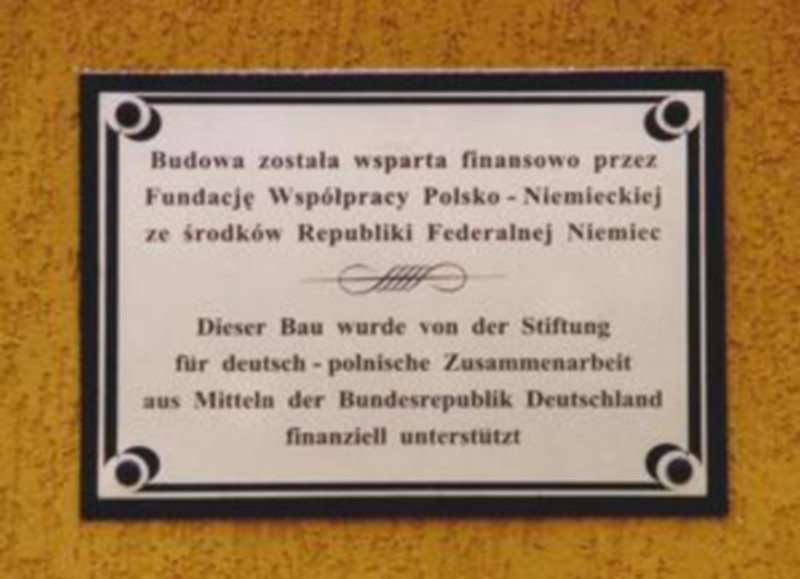 Budowa została wsparta finansowo przez
Fundację Współpracy Polsko - Niemieckiej
ze środków Republiki Federalnej Niemiec
Dieser Bau wurde von der Stiftung
für deutsch - polnische Zusammenarbeit
aus Mitteln der Bundesrepublik Deutschland
finanziell unterstützt